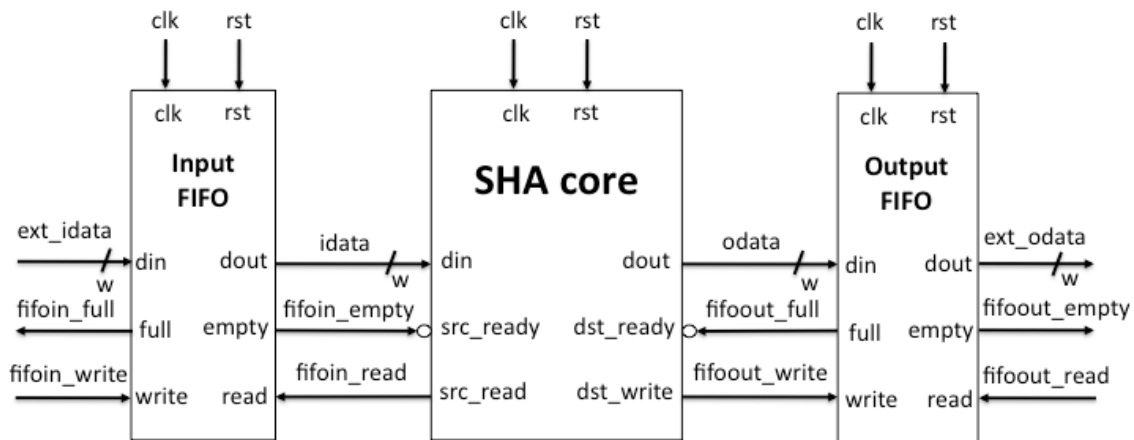 clk rst clk rst clk rst
clk rst clk rst clk rst
Input
FIFO
SHA core
Output
FIFO
ext_idata idata odata ext_odata
din dout din dout din dout
w w w w
fifoin_full fifoin_empty fifoout_full fifoout_empty
full empty src_ready dst_ready full empty
fifoin_write fifoin_read fifoout_write fifoout_read
write read src_read dst_write write read